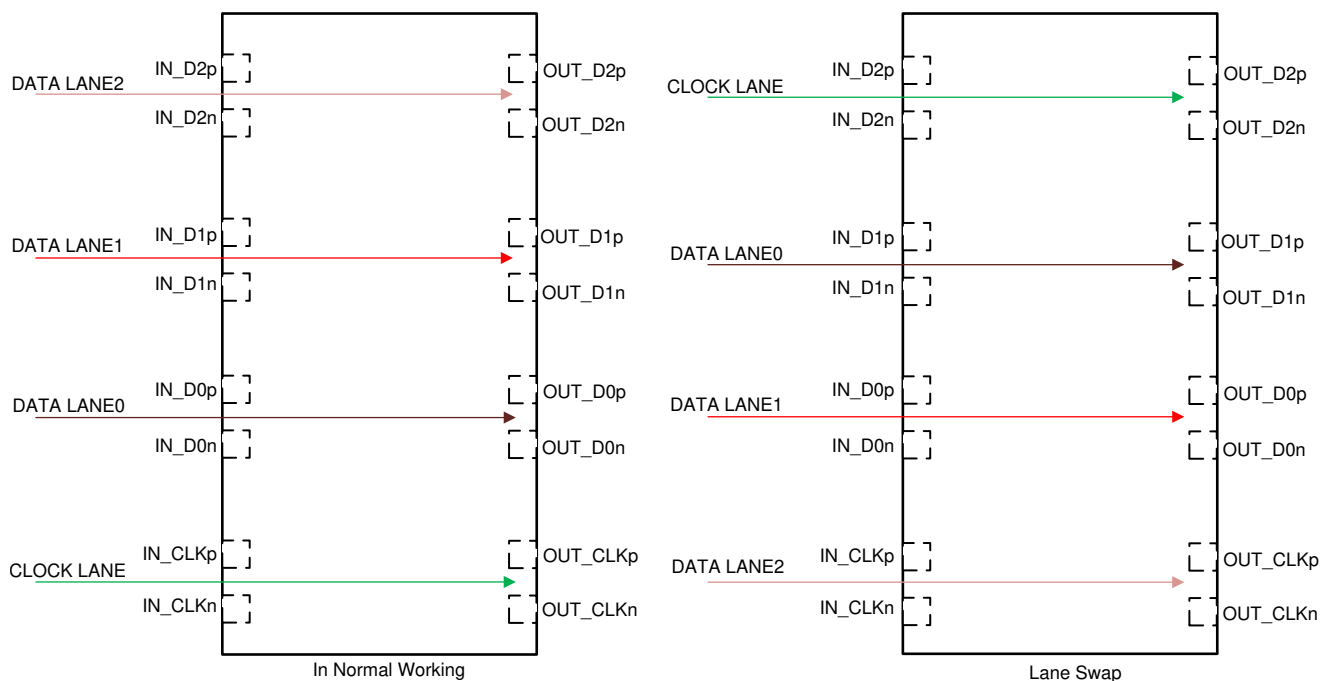 IN_D2p
DATA LANE2
IN_D2n
OUT_D2p
OUT_D2n
IN_D1p
DATA LANE1
IN_D1n
OUT_D1p
OUT_D1n
IN_D0p
DATA LANE0
IN_D0n
OUT_D0p
OUT_D0n
IN_CLKp
CLOCK LANE
IN_CLKn
OUT_CLKp
OUT_CLKn
In Normal Working
IN_D2p
CLOCK LANE
IN_D2n
OUT_D2p
OUT_D2n
IN_D1p
DATA LANE0
IN_D1n
OUT_D1p
OUT_D1n
IN_D0p
DATA LANE1
IN_D0n
OUT_D0p
OUT_D0n
IN_CLKp
DATA LANE2
IN_CLKn
OUT_CLKp
OUT_CLKn
Lane Swap